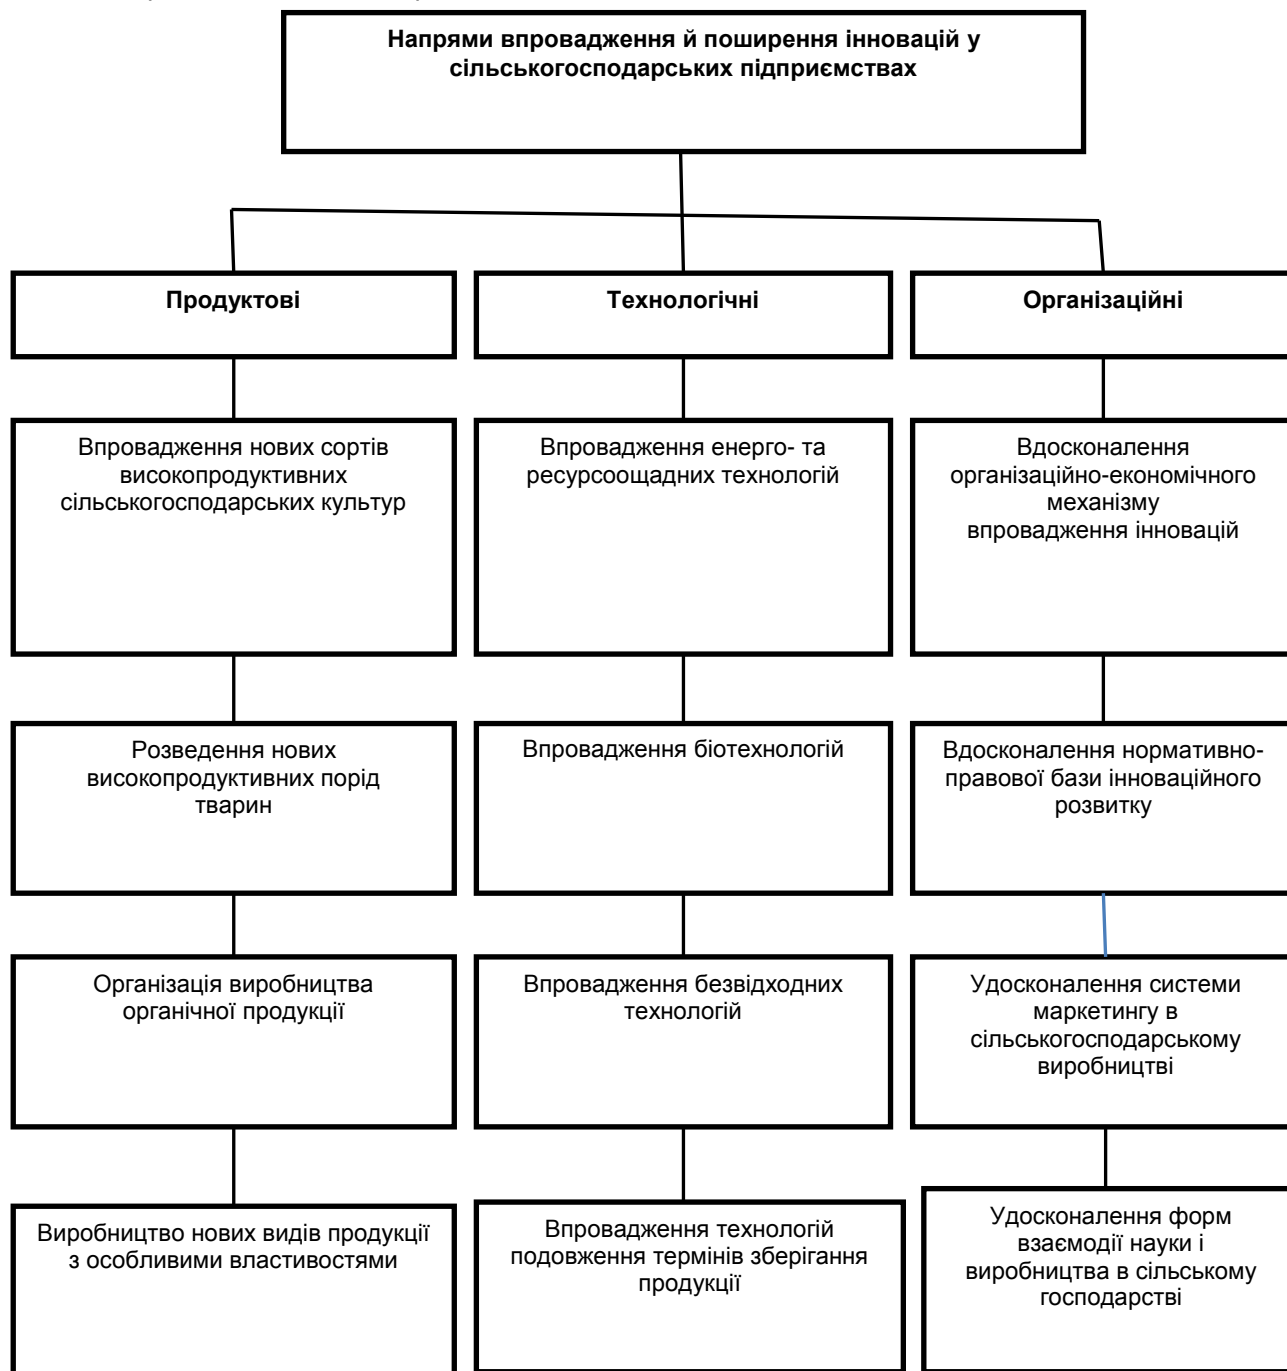 Напрями впровадження й поширення інновацій у
сільськогосподарських підприємствах
Продуктові
Технологічні
Організаційні
Впровадження нових сортів
високопродуктивних
сільськогосподарських культур
Впровадження енерго- та
ресурсоощадних технологій
Вдосконалення
організаційно-економічного
механізму
впровадження інновацій
Розведення нових
високопродуктивних порід
тварин
Впровадження біотехнологій
Вдосконалення нормативно-
правової бази інноваційного
розвитку
Організація виробництва
органічної продукції
Впровадження безвідходних
технологій
Удосконалення системи
маркетингу в
сільськогосподарському
виробництві
Виробництво нових видів продукції
з особливими властивостями
Впровадження технологій
подовження термінів зберігання
продукції
Удосконалення форм
взаємодії науки і
виробництва в сільському
господарстві